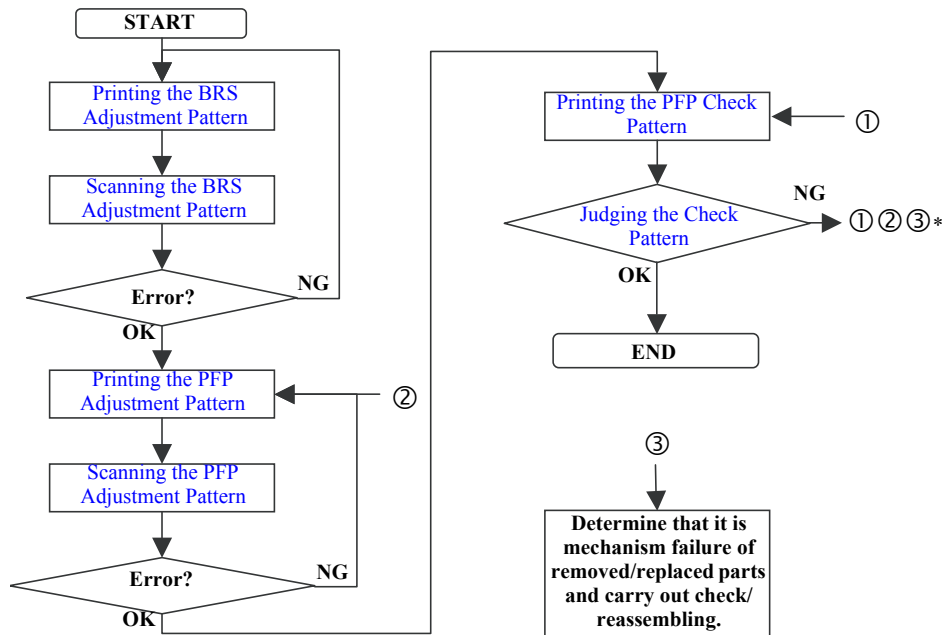 START
Printing the BRS
Adjustment Pattern
Scanning the BRS
Adjustment Pattern
Error?
NG
OK
Printing the PFP
Adjustment Pattern
②
Scanning the PFP
Adjustment Pattern
Error?
NG
OK
Printing the PFP Check
Pattern
①
Judging the Check
Pattern
NG
①②③*
OK
END
③
Determine that it is
mechanism failure of
removed/replaced parts
and carry out check/
reassembling.